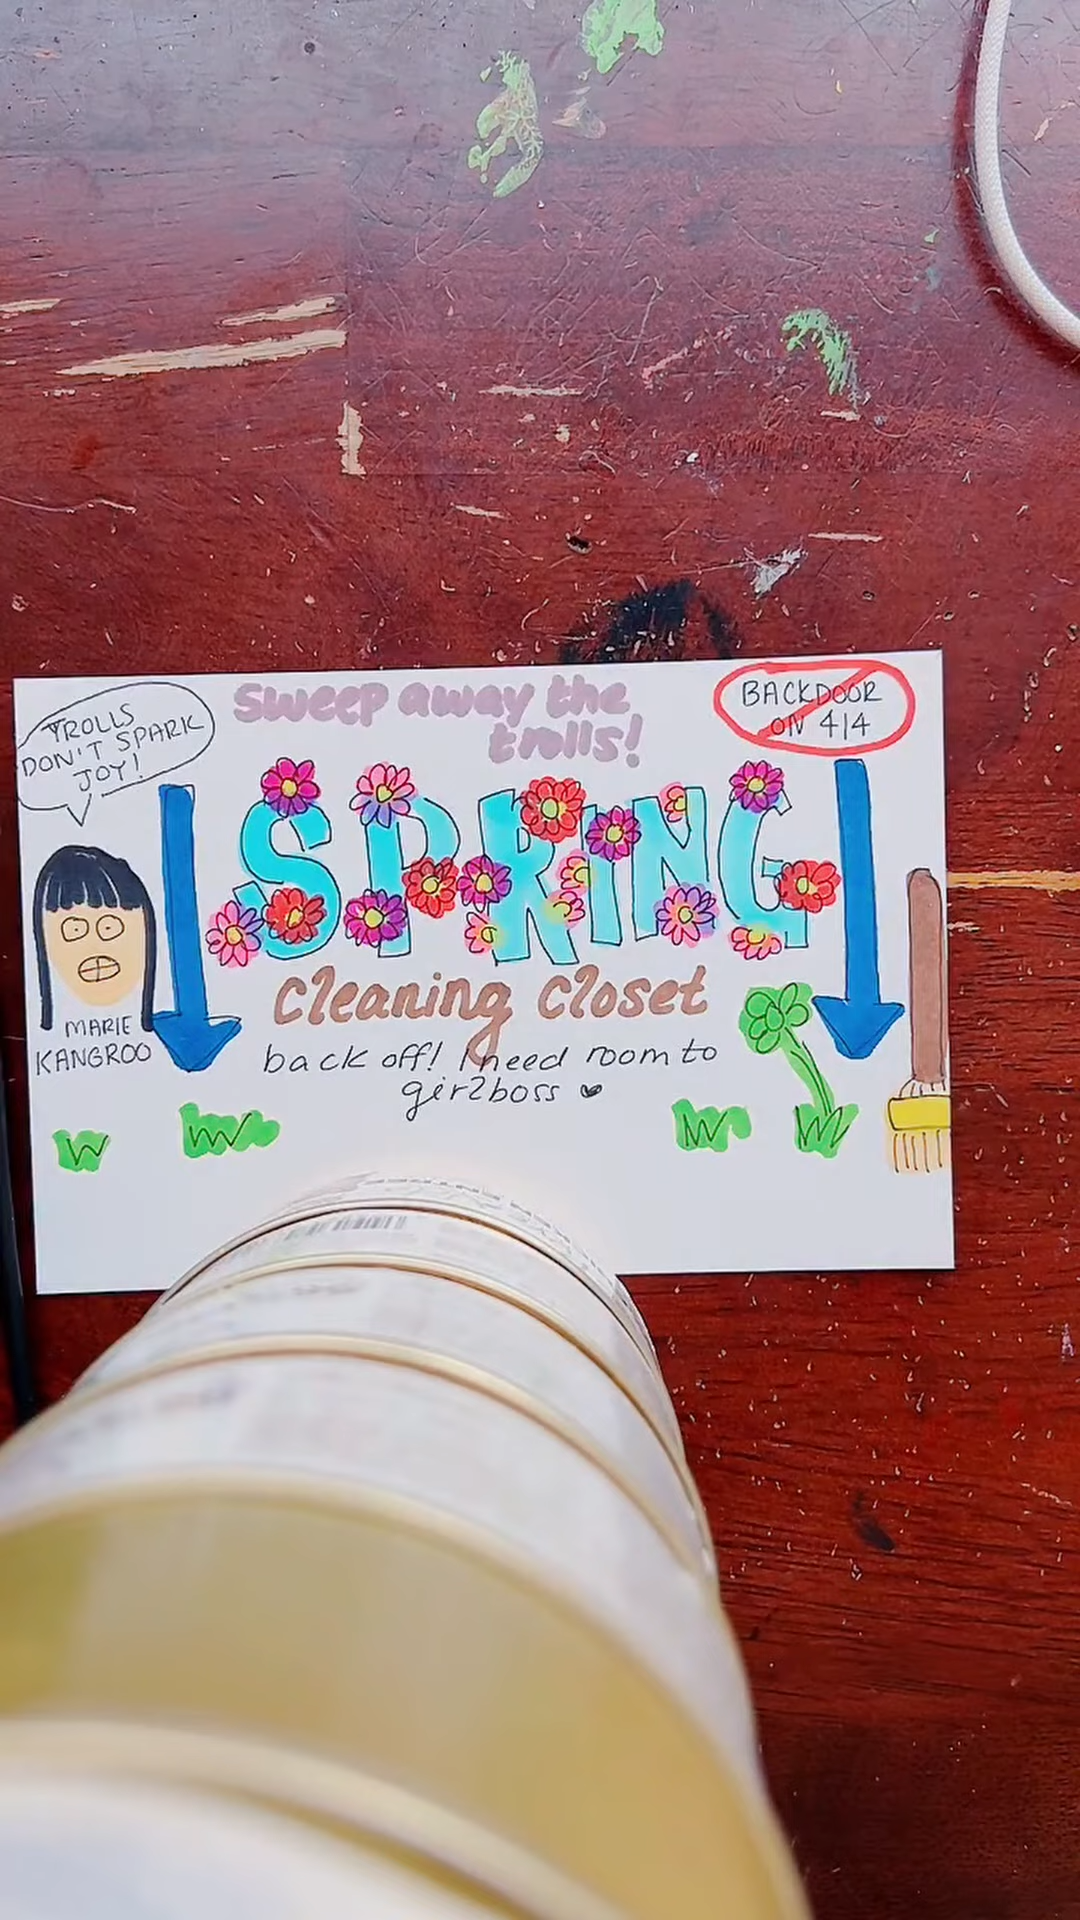 TROLLS
DON'T SPARK
JOY!
sweep away the
trolls!
BACKDOOR
ON 4/4
SPRING
cleaning closet
back off! I need room to
girlboss
MARIE
KANGROO